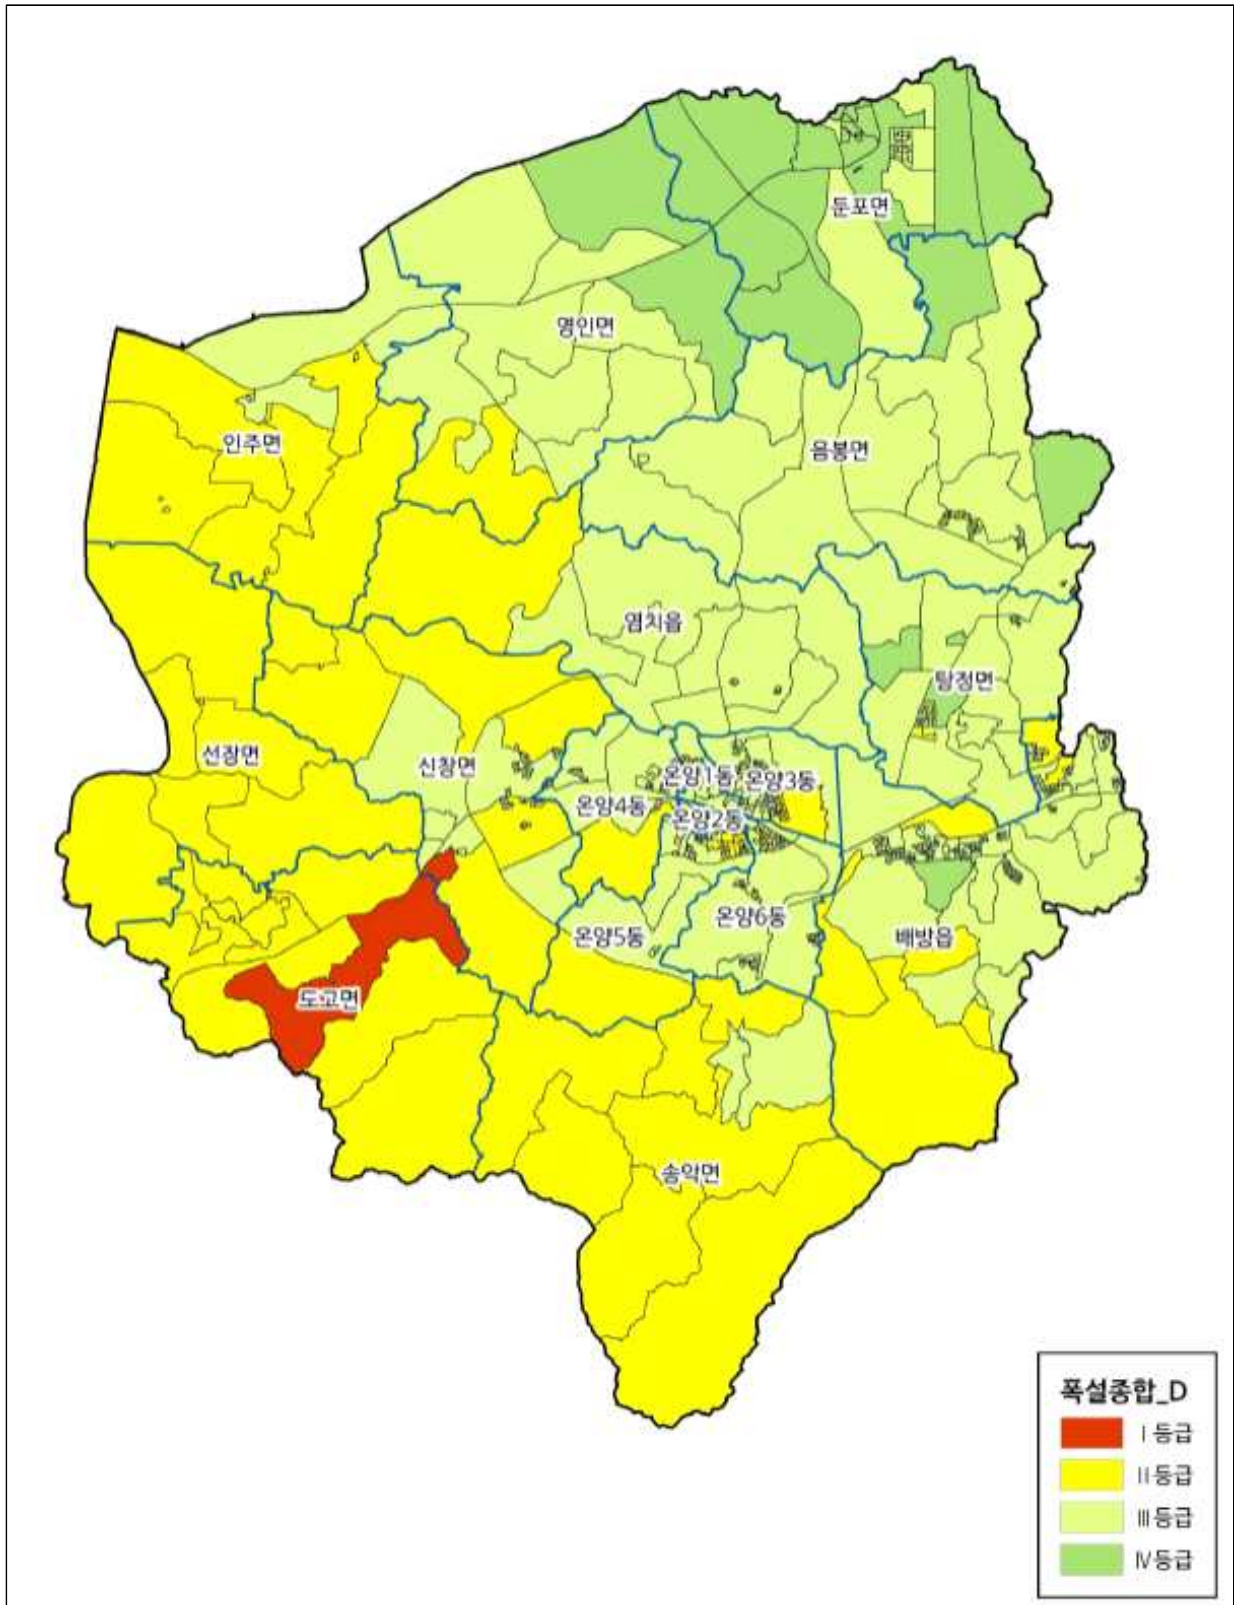 둔포면
영인면
인주면
음봉면
염치읍
탕정면
선장면
신창면
온양1동
온양3동
온양4동
온양2동
온양6동
온양5동
배방읍
도고면
송악면
폭설종합_D
Ⅰ등급
Ⅱ등급
Ⅲ등급
Ⅳ등급